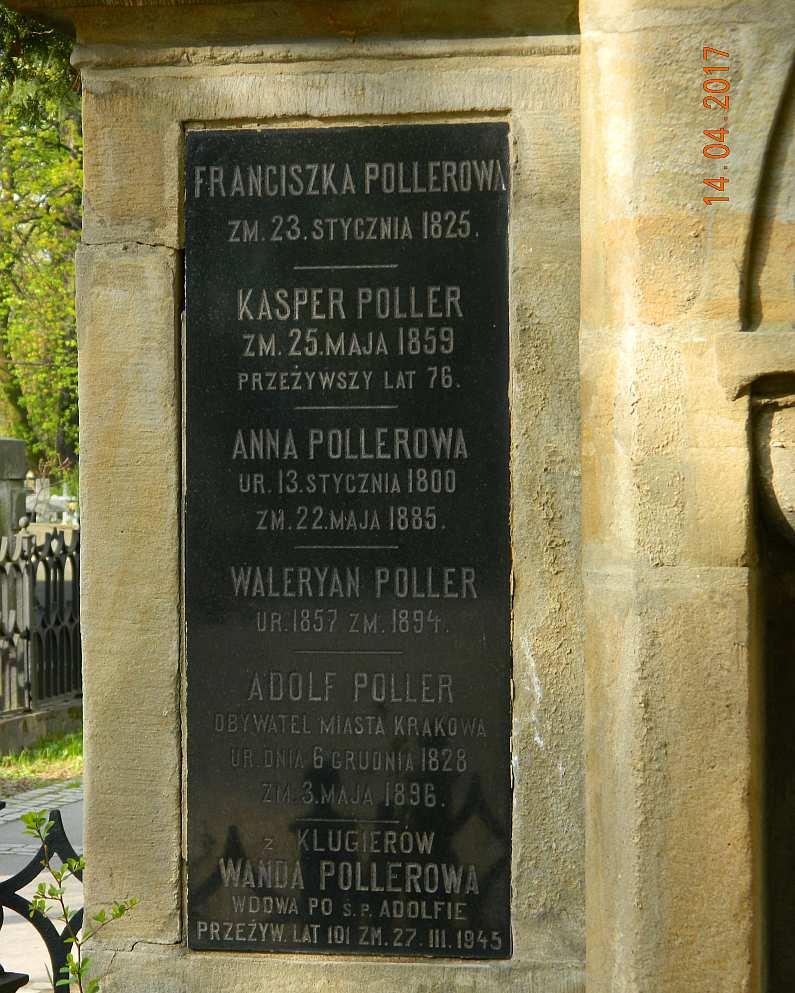 FRANCISZKA POLLEROWA
ZM. 23. STYCZNIA 1825.
KASPER POLLER
ZM. 25. MAJA 1859
PRZEŻYWSZY LAT 76.
ANNA POLLEROWA
UR. 13. STYCZNIA 1800
ZM. 22. MAJA 1885.
WALERYAN POLLER
UR. 1857 ZM. 1894.
ADOLF POLLER
OBYWATEL MIASTA KRAKOWA
UR. DNIA 6 GRUDNIA 1828
ZM. 3. MAJA 1896.
Z KLUGIERÓW
WANDA POLLEROWA
WDOWA PO Ś.P. ADOLFIE
PRZEŻYW. LAT 101 ZM. 27. III. 1945
14.04.2017